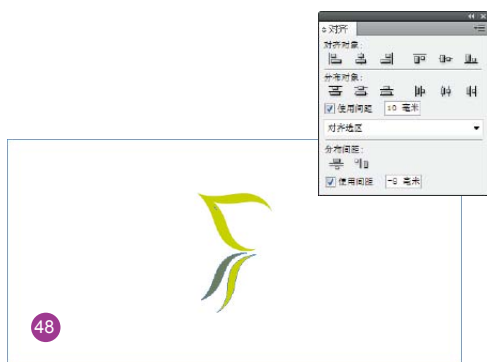 对齐
对齐对象:
分布对象:
使用间距 10 毫米
对齐选区
分布间距:
使用间距 -9 毫米
48